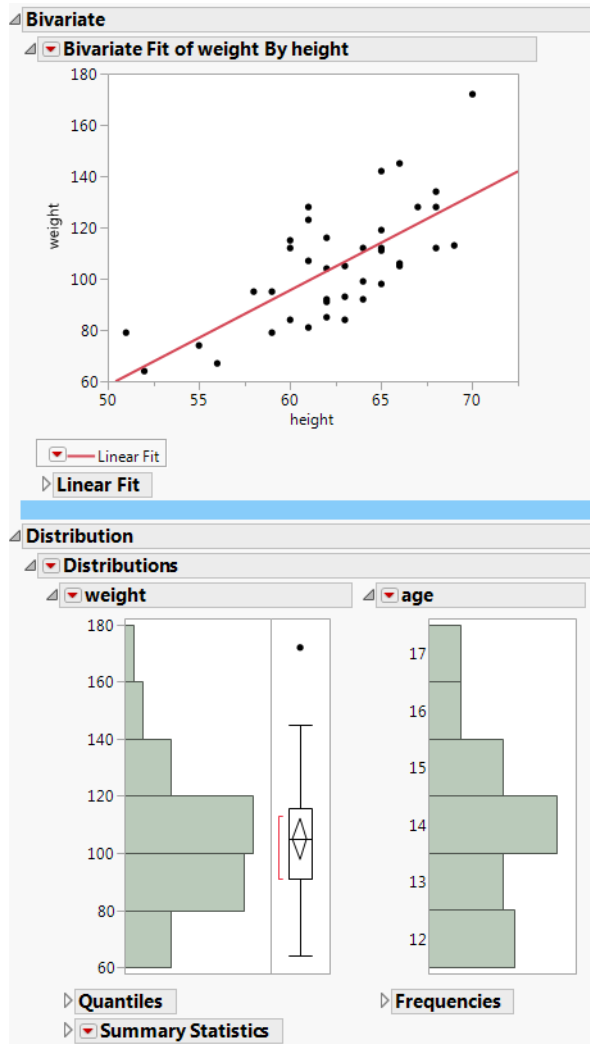 Bivariate
Bivariate Fit of weight By height
180
160
140
120
100
80
60
weight
50 55 60 65 70
height
Linear Fit
Linear Fit
Distribution
Distributions
weight
180
160
140
120
100
80
60
Quantiles
Summary Statistics
age
17
16
15
14
13
12
Frequencies